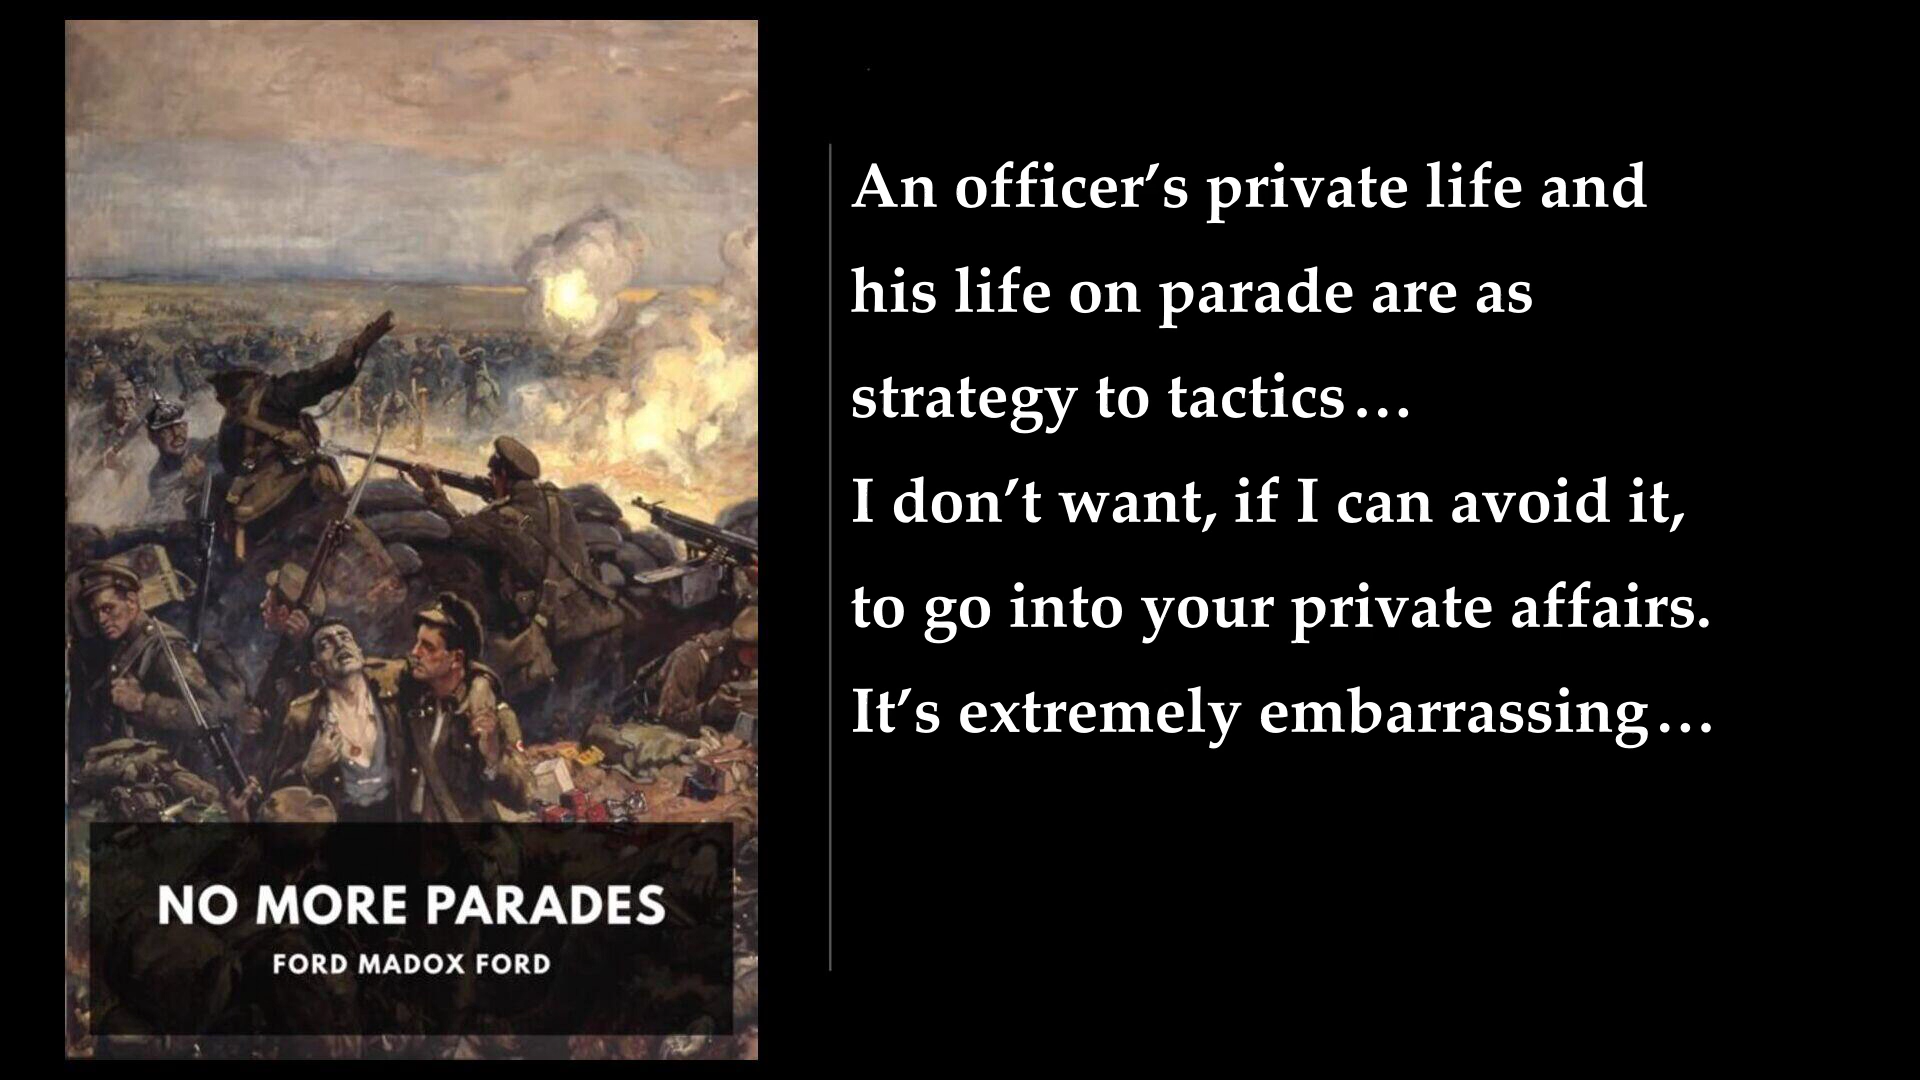 An officer’s private life and
his life on parade are as
strategy to tactics…
I don’t want, if I can avoid it,
to go into your private affairs.
It’s extremely embarrassing…
NO MORE PARADES
FORD MADOX FORD